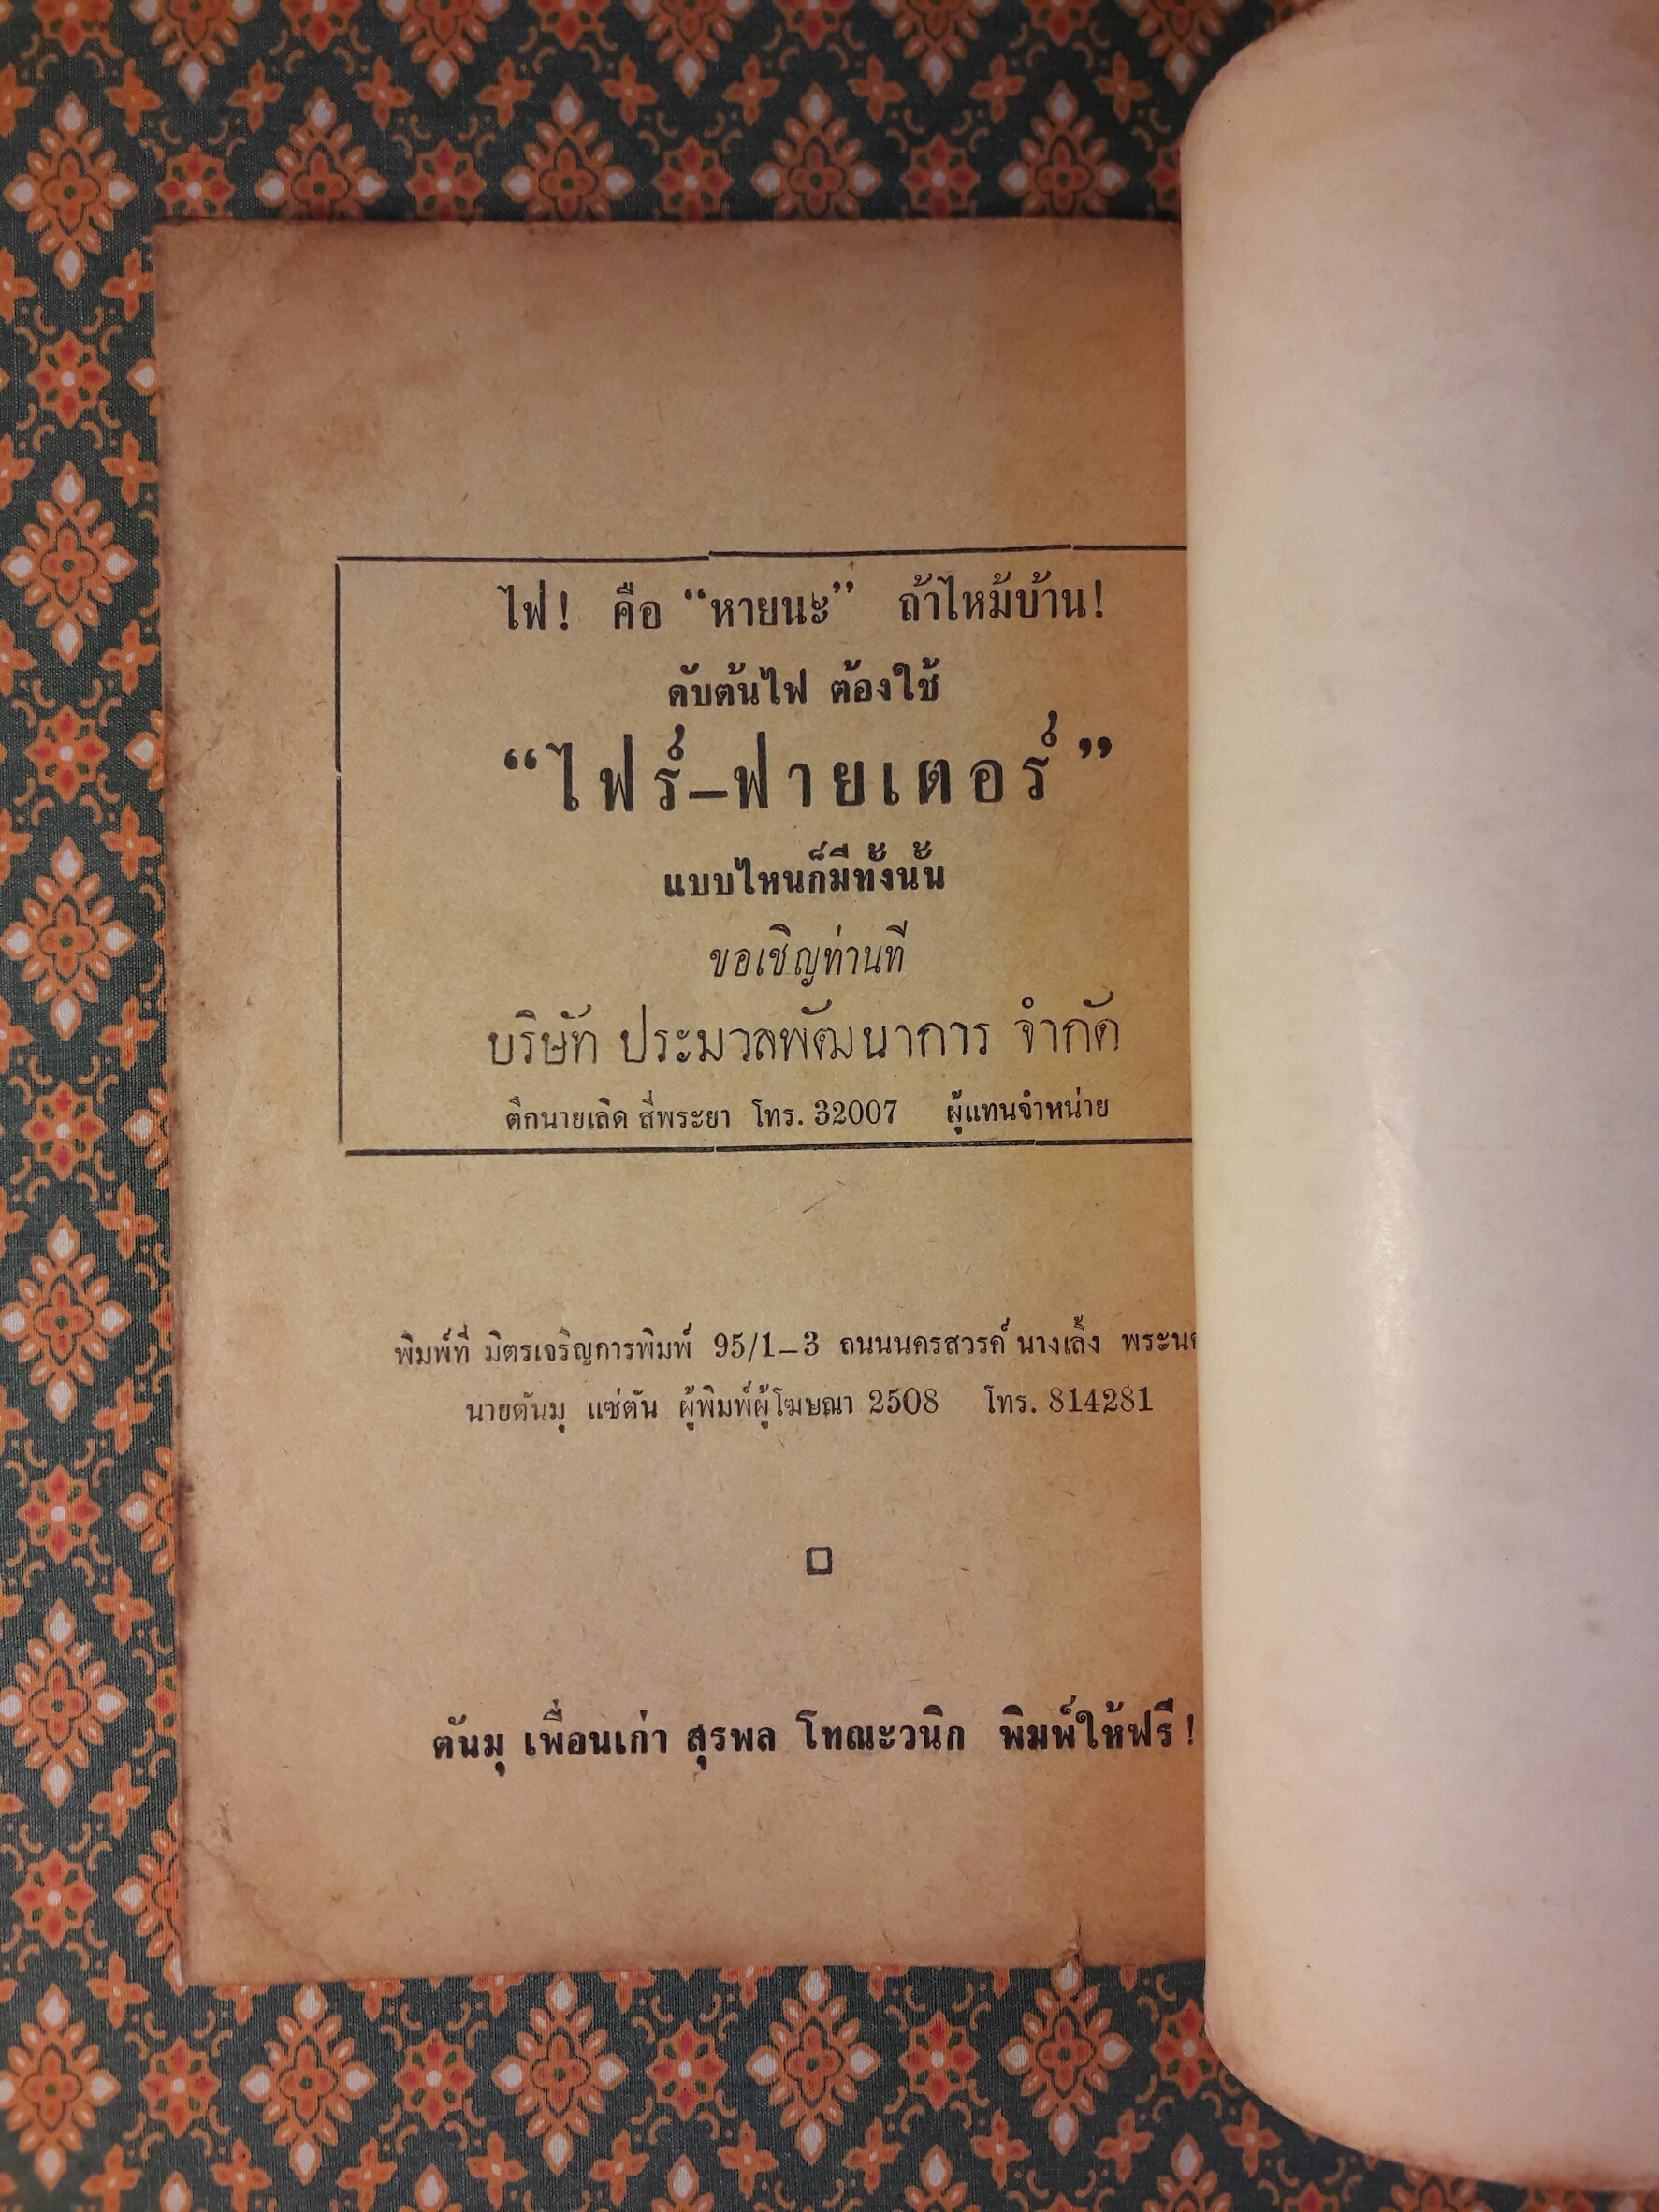 ไฟ! คือ “หายนะ” ถ้าไหม้บ้าน!
ดับต้นไฟ ต้องใช้
“ไฟร์–ฟายเตอร์”
แบบไหนก็มีทั้งนั้น
ขอเชิญท่านที่
บริษัท ประมวลพัฒนาการ จำกัด
ตึกนายเลิด สี่พระยา โทร. 32007 ผู้แทนจำหน่าย
พิมพ์ที่ มิตรเจริญการพิมพ์ 95/1–3 ถนนนครสวรรค์ นางเลิ้ง
นายตันมุ แซ่ตัน ผู้พิมพ์ผู้โฆษณา 2508 โทร. 814281
ตันมุ เพื่อนเก่า สุรพล โทณะวนิก พิมพ์ให้ฟรี!